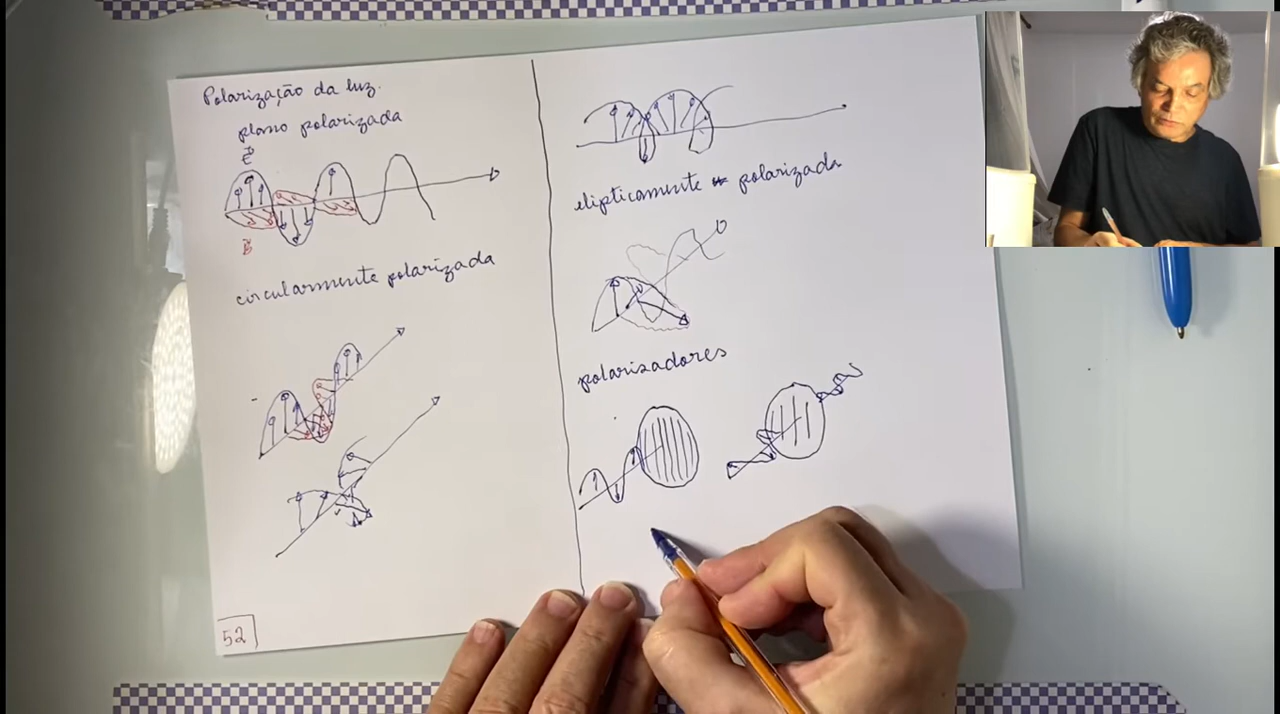 Polarização da luz.
plano polarizada
E
B
circularmente polarizada
52
elipticamente polarizada
polarizadores